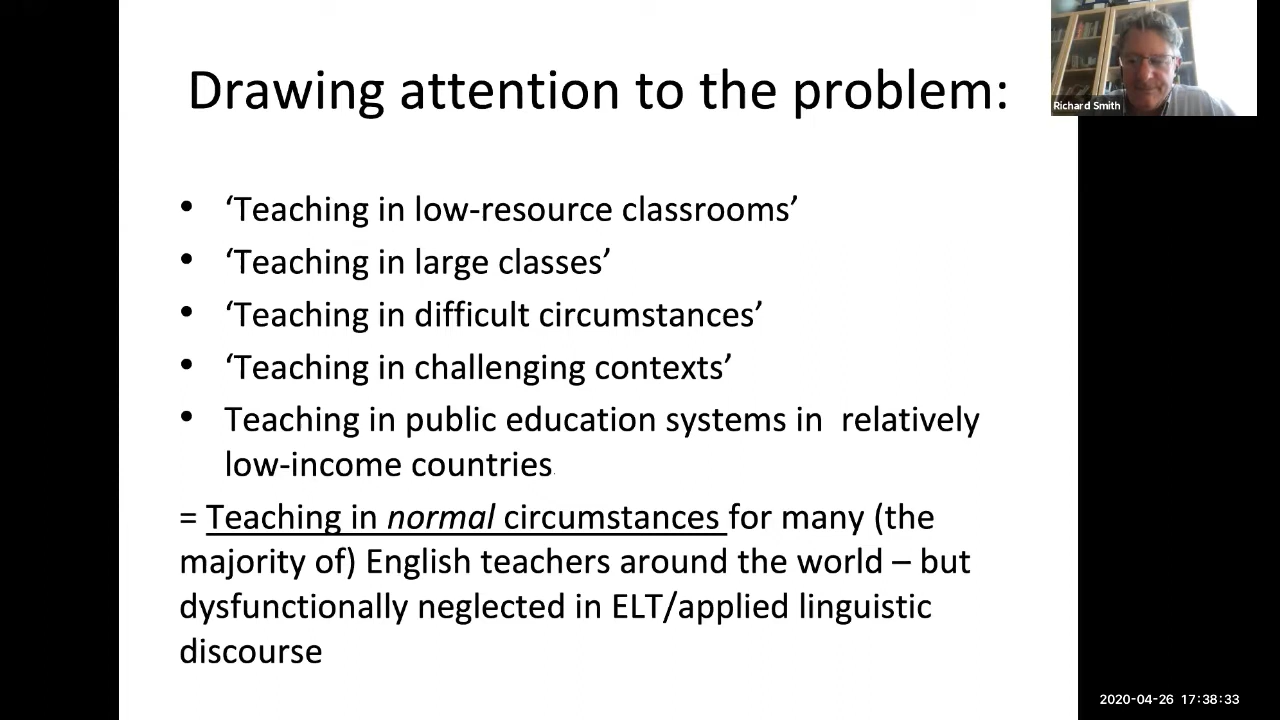 Drawing attention to the problem:
Richard Smith
• ‘Teaching in low-resource classrooms’
• ‘Teaching in large classes’
• ‘Teaching in difficult circumstances’
• ‘Teaching in challenging contexts’
• Teaching in public education systems in  relatively
low-income countries
= Teaching in normal circumstances for many (the
majority of) English teachers around the world – but
dysfunctionally neglected in ELT/applied linguistic
discourse
2020-04-26 17:38:33